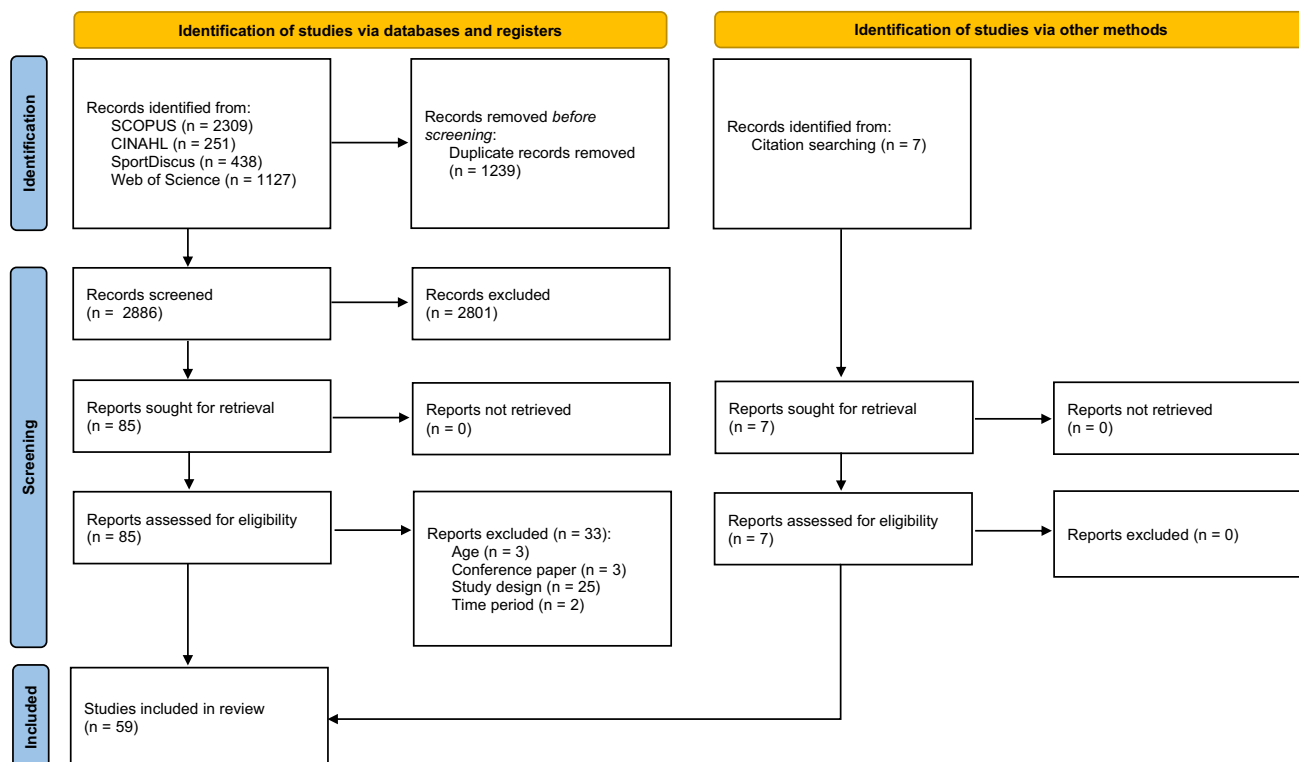 Identification of studies via databases and registers
Identification of studies via other methods
Identification
Records identified from:
SCOPUS (n = 2309)
CINAHL (n = 251)
SportDiscus (n = 438)
Web of Science (n = 1127)
Records removed before
screening:
Duplicate records removed
(n = 1239)
Records identified from:
Citation searching (n = 7)
Screening
Records screened
(n = 2886)
Records excluded
(n = 2801)
Reports sought for retrieval
(n = 85)
Reports not retrieved
(n = 0)
Reports sought for retrieval
(n = 7)
Reports not retrieved
(n = 0)
Reports assessed for eligibility
(n = 85)
Reports excluded (n = 33):
Age (n = 3)
Conference paper (n = 3)
Study design (n = 25)
Time period (n = 2)
Reports assessed for eligibility
(n = 7)
Reports excluded (n = 0)
Included
Studies included in review
(n = 59)